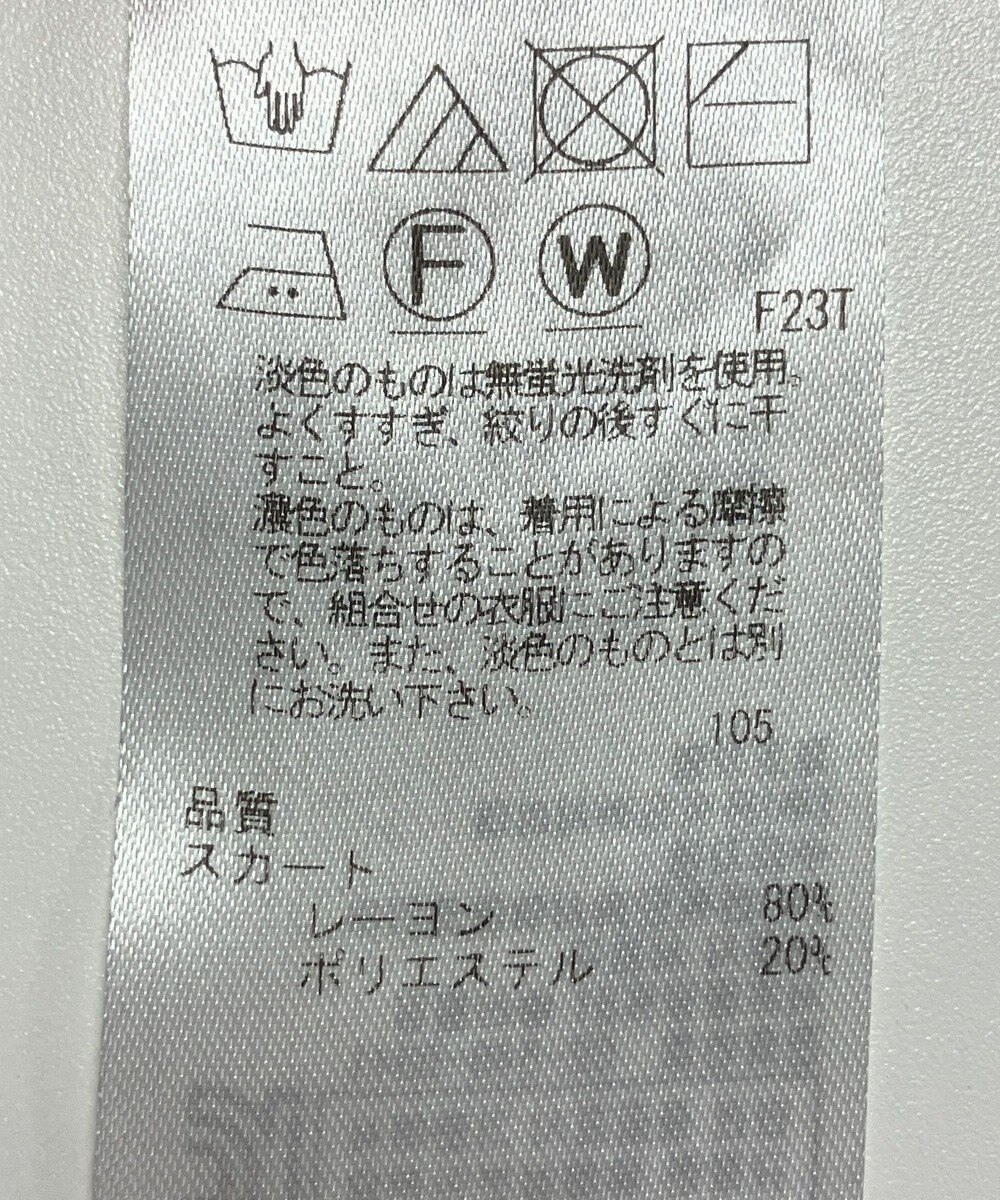 F W
F23T
淡色のものは無蛍光洗剤を使用。
よくすすぎ、絞りの後すぐに干
すこと。
濃色のものは、着用による摩擦
で色落ちすることがありますの
で、組合せの衣服にご注意くだ
さい。また、淡色のものとは別
にお洗い下さい。
105
品質
スカート
レーヨン 80%
ポリエステル 20%